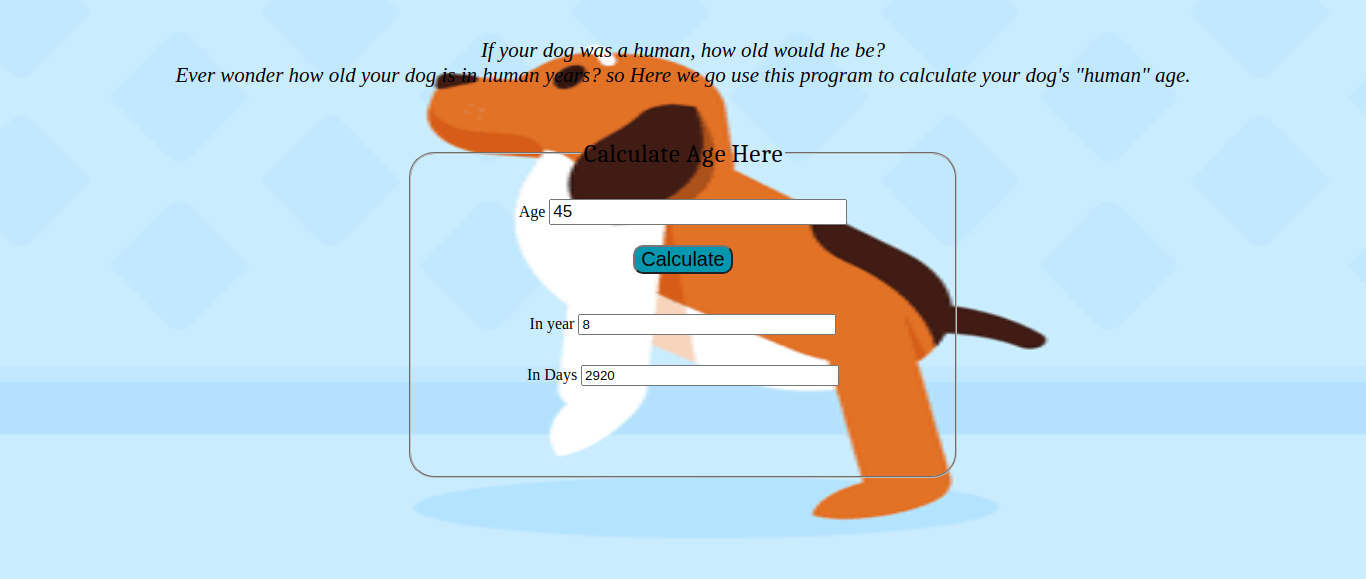 If your dog was a human, how old would he be?
Ever wonder how old your dog is in human years? so Here we go use this program to calculate your dog's "human" age.
Calculate Age Here
Age 45
Calculate
In year 8
In Days 2920